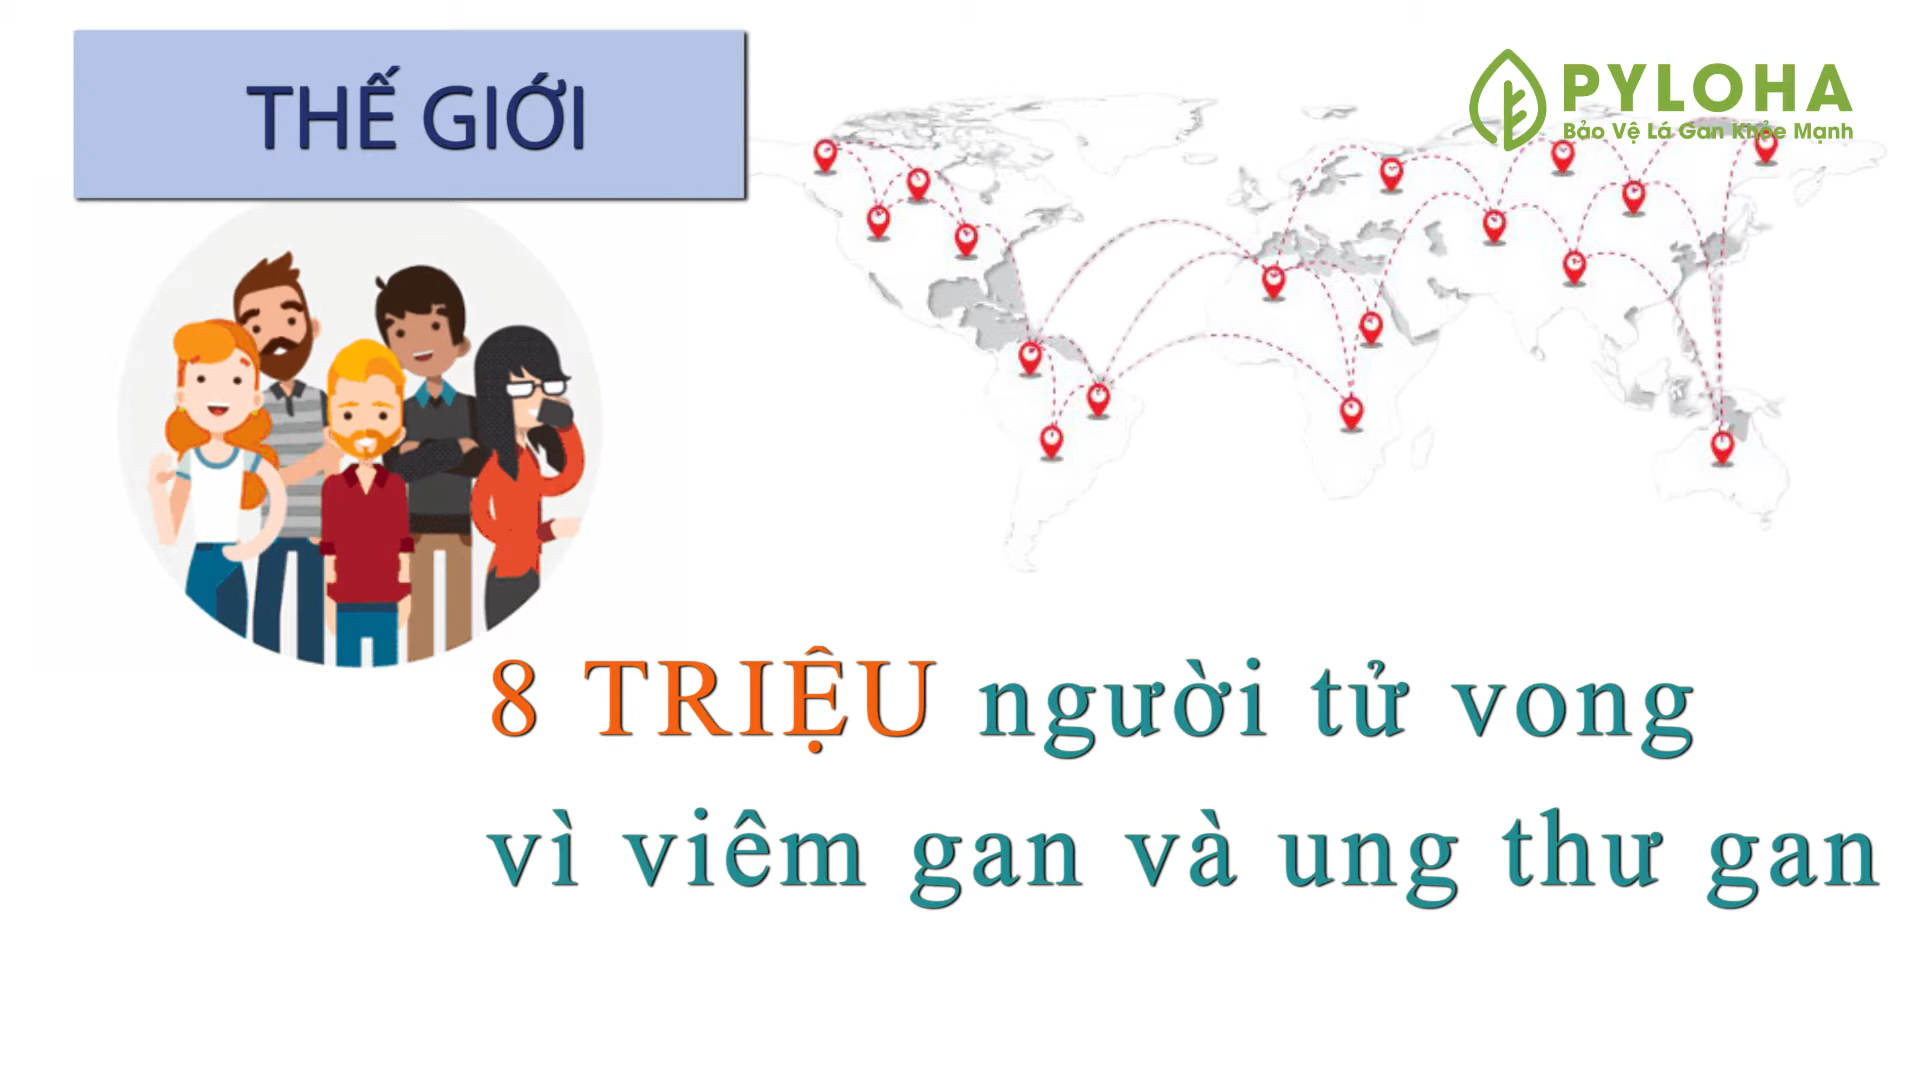 THẾ GIỚI
PYLOHA
Bảo Vệ Lá Gan Khỏe Mạnh
8 TRIỆU người tử vong
vì viêm gan và ung thư gan